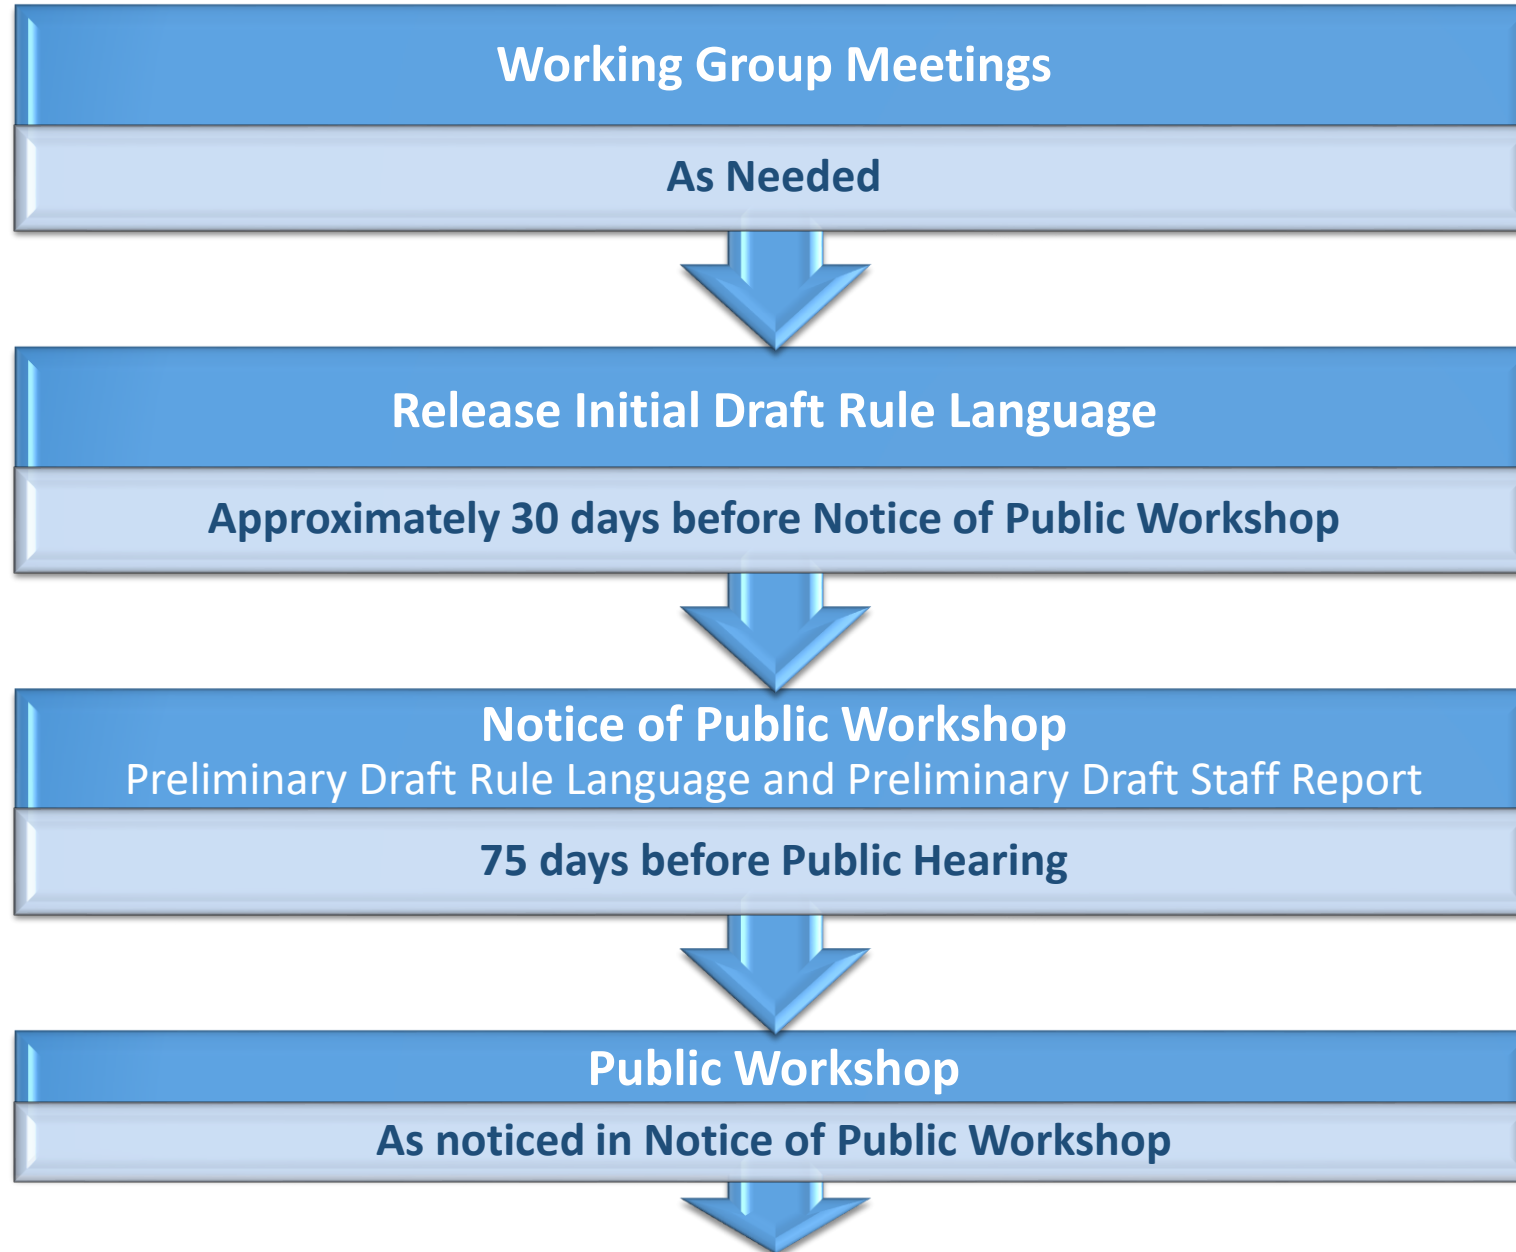 Working Group Meetings
As Needed
Release Initial Draft Rule Language
Approximately 30 days before Notice of Public Workshop
Notice of Public Workshop
Preliminary Draft Rule Language and Preliminary Draft Staff Report
75 days before Public Hearing
Public Workshop
As noticed in Notice of Public Workshop